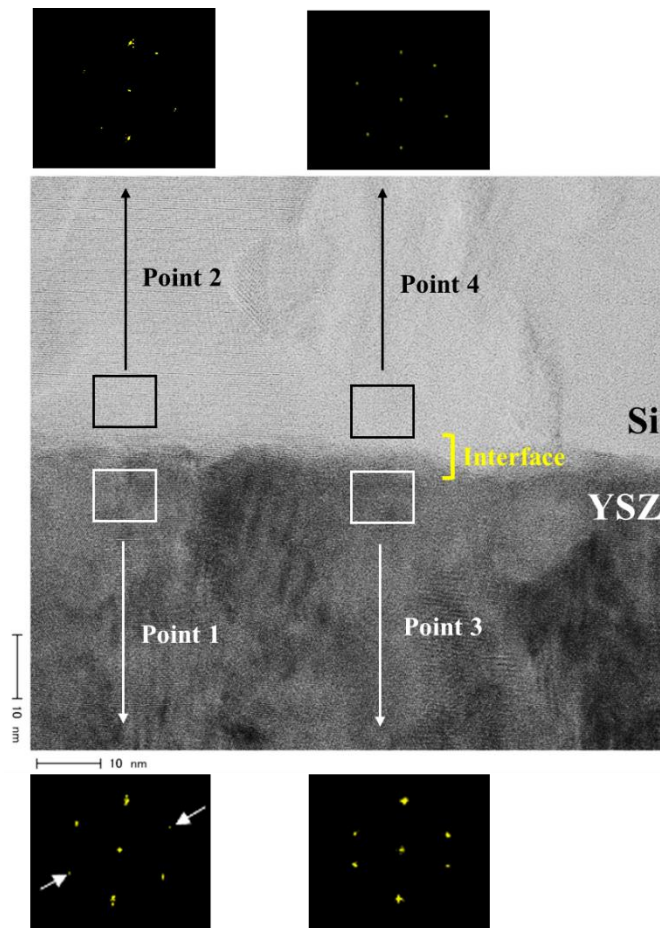 Point 2
Point 4
Si
Interface
YSZ
Point 1
Point 3
10 nm
10 nm